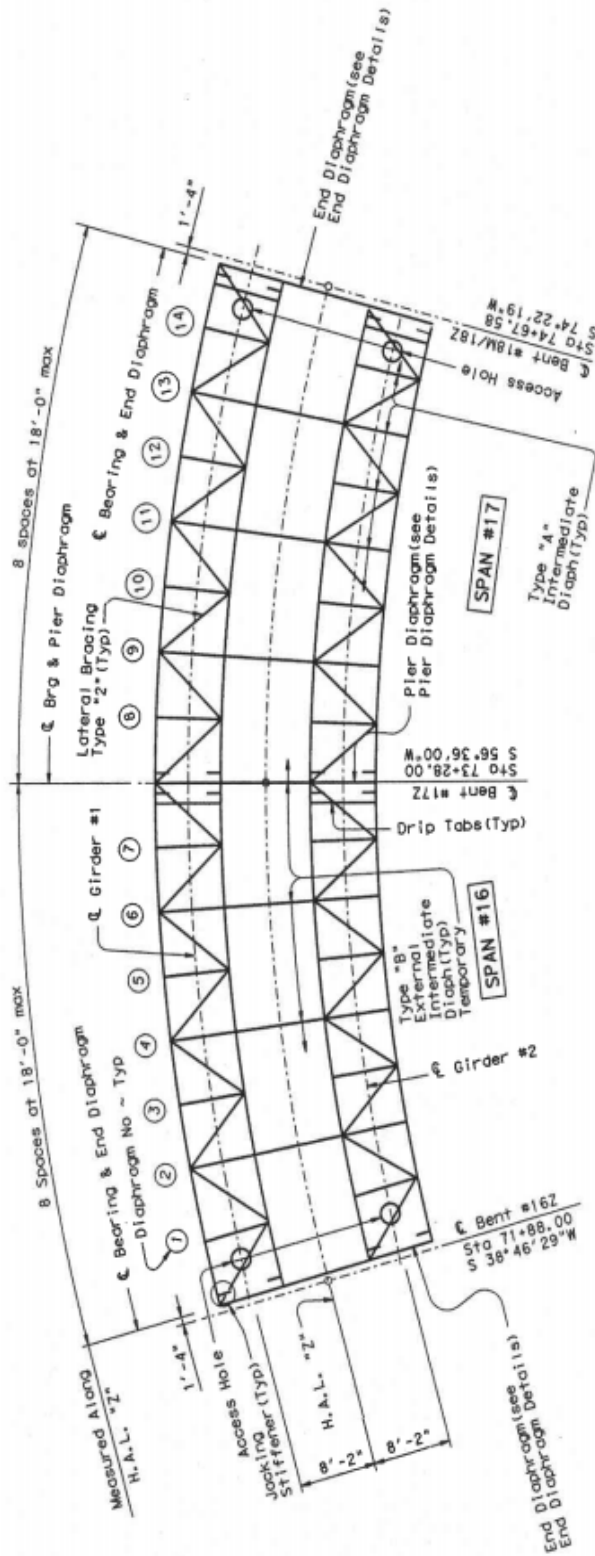 8 Spaces at 18'-0" max
8 spaces at 18'-0" max
Measured Along
H.A.L. "Z"
1'-4"
℄ Bearing & End Diaphragm
Diaphragm No ~ Typ
℄ Girder #1
℄ Brg & Pier Diaphragm
Lateral Bracing
Type "2"(Typ)
℄ Bearing & End Diaphragm
1'-4"
End Diaphragm(see
End Diaphragm Details)
1
2
3
4
5
6
7
8
9
10
11
12
13
14
Access Hole
Jacking
Stiffener(Typ)
H.A.L. "Z"
8'-2"
8'-2"
End Diaphragm(see
End Diaphragm Details)
℄ Bent #16Z
Sta 71+88.00
S 38°46'29"W
℄ Girder #2
Type "B"
External
Intermediate
Diaph(Typ)
Temporary
SPAN #16
Drip Tabs(Typ)
℄ Bent #17Z
Sta 73+28.00
S 56°36'00"W
Pier Diaphragm(see
Pier Diaphragm Details)
SPAN #17
Type "A"
Intermediate
Diaph(Typ)
Access Hole
℄ Bent #18M/18Z
Sta 74+67.58
S 74°22'19"W